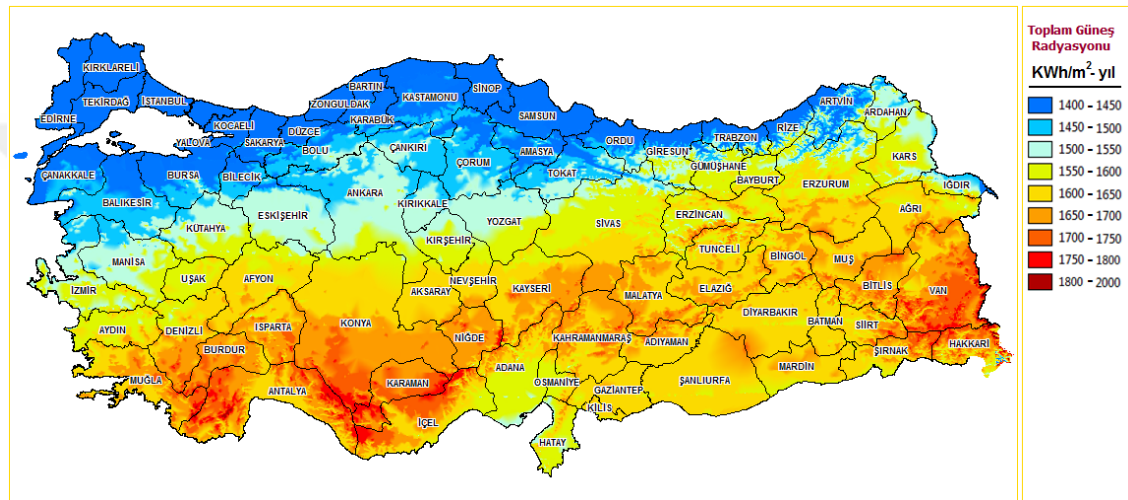 Toplam Güneş
Radyasyonu
KWh/m²- yıl
1400 - 1450
1450 - 1500
1500 - 1550
1550 - 1600
1600 - 1650
1650 - 1700
1700 - 1750
1750 - 1800
1800 - 2000
KIRKLARELİ
TEKİRDAĞ
İSTANBUL
EDİRNE
KOCAELİ
YALOVA
SAKARYA
DÜZCE
BOLU
ZONGULDAK
BARTIN
KARABÜK
KASTAMONU
SİNOP
SAMSUN
ÇANKIRI
ÇORUM
AMASYA
TOKAT
ORDU
GİRESUN
TRABZON
RİZE
ARTVİN
ARDAHAN
GÜMÜŞHANE
BAYBURT
ERZURUM
KARS
IĞDIR
AĞRI
ÇANAKKALE
BURSA
BİLECİK
BALIKESİR
KÜTAHYA
ESKİŞEHİR
ANKARA
KIRIKKALE
KIRŞEHİR
YOZGAT
SİVAS
ERZİNCAN
TUNCELİ
BİNGÖL
MUŞ
BİTLİS
VAN
MANİSA
İZMİR
UŞAK
AFYON
AKSARAY
NEVŞEHİR
KAYSERİ
MALATYA
ELAZIĞ
DİYARBAKIR
BATMAN
SİİRT
ŞIRNAK
HAKKARİ
AYDIN
DENİZLİ
ISPARTA
BURDUR
KONYA
NİĞDE
KAHRAMANMARAŞ
ADIYAMAN
MUĞLA
ANTALYA
KARAMAN
İÇEL
ADANA
OSMANİYE
GAZİANTEP
KİLİS
ŞANLIURFA
MARDİN
HATAY